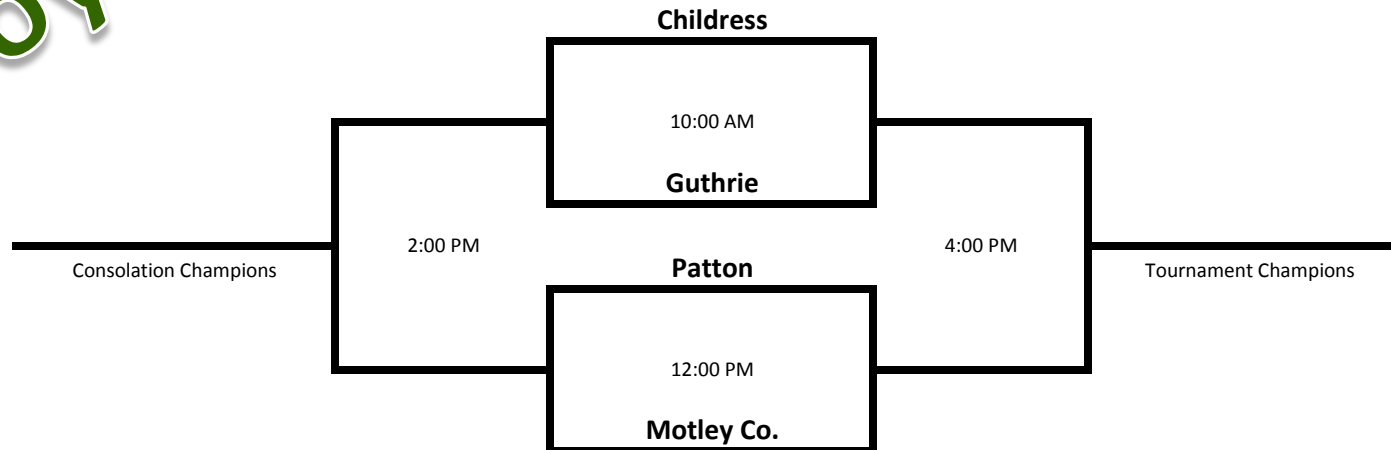 Childress
10:00 AM
Guthrie
2:00 PM
4:00 PM
Patton
Consolation Champions
Tournament Champions
12:00 PM
Motley Co.